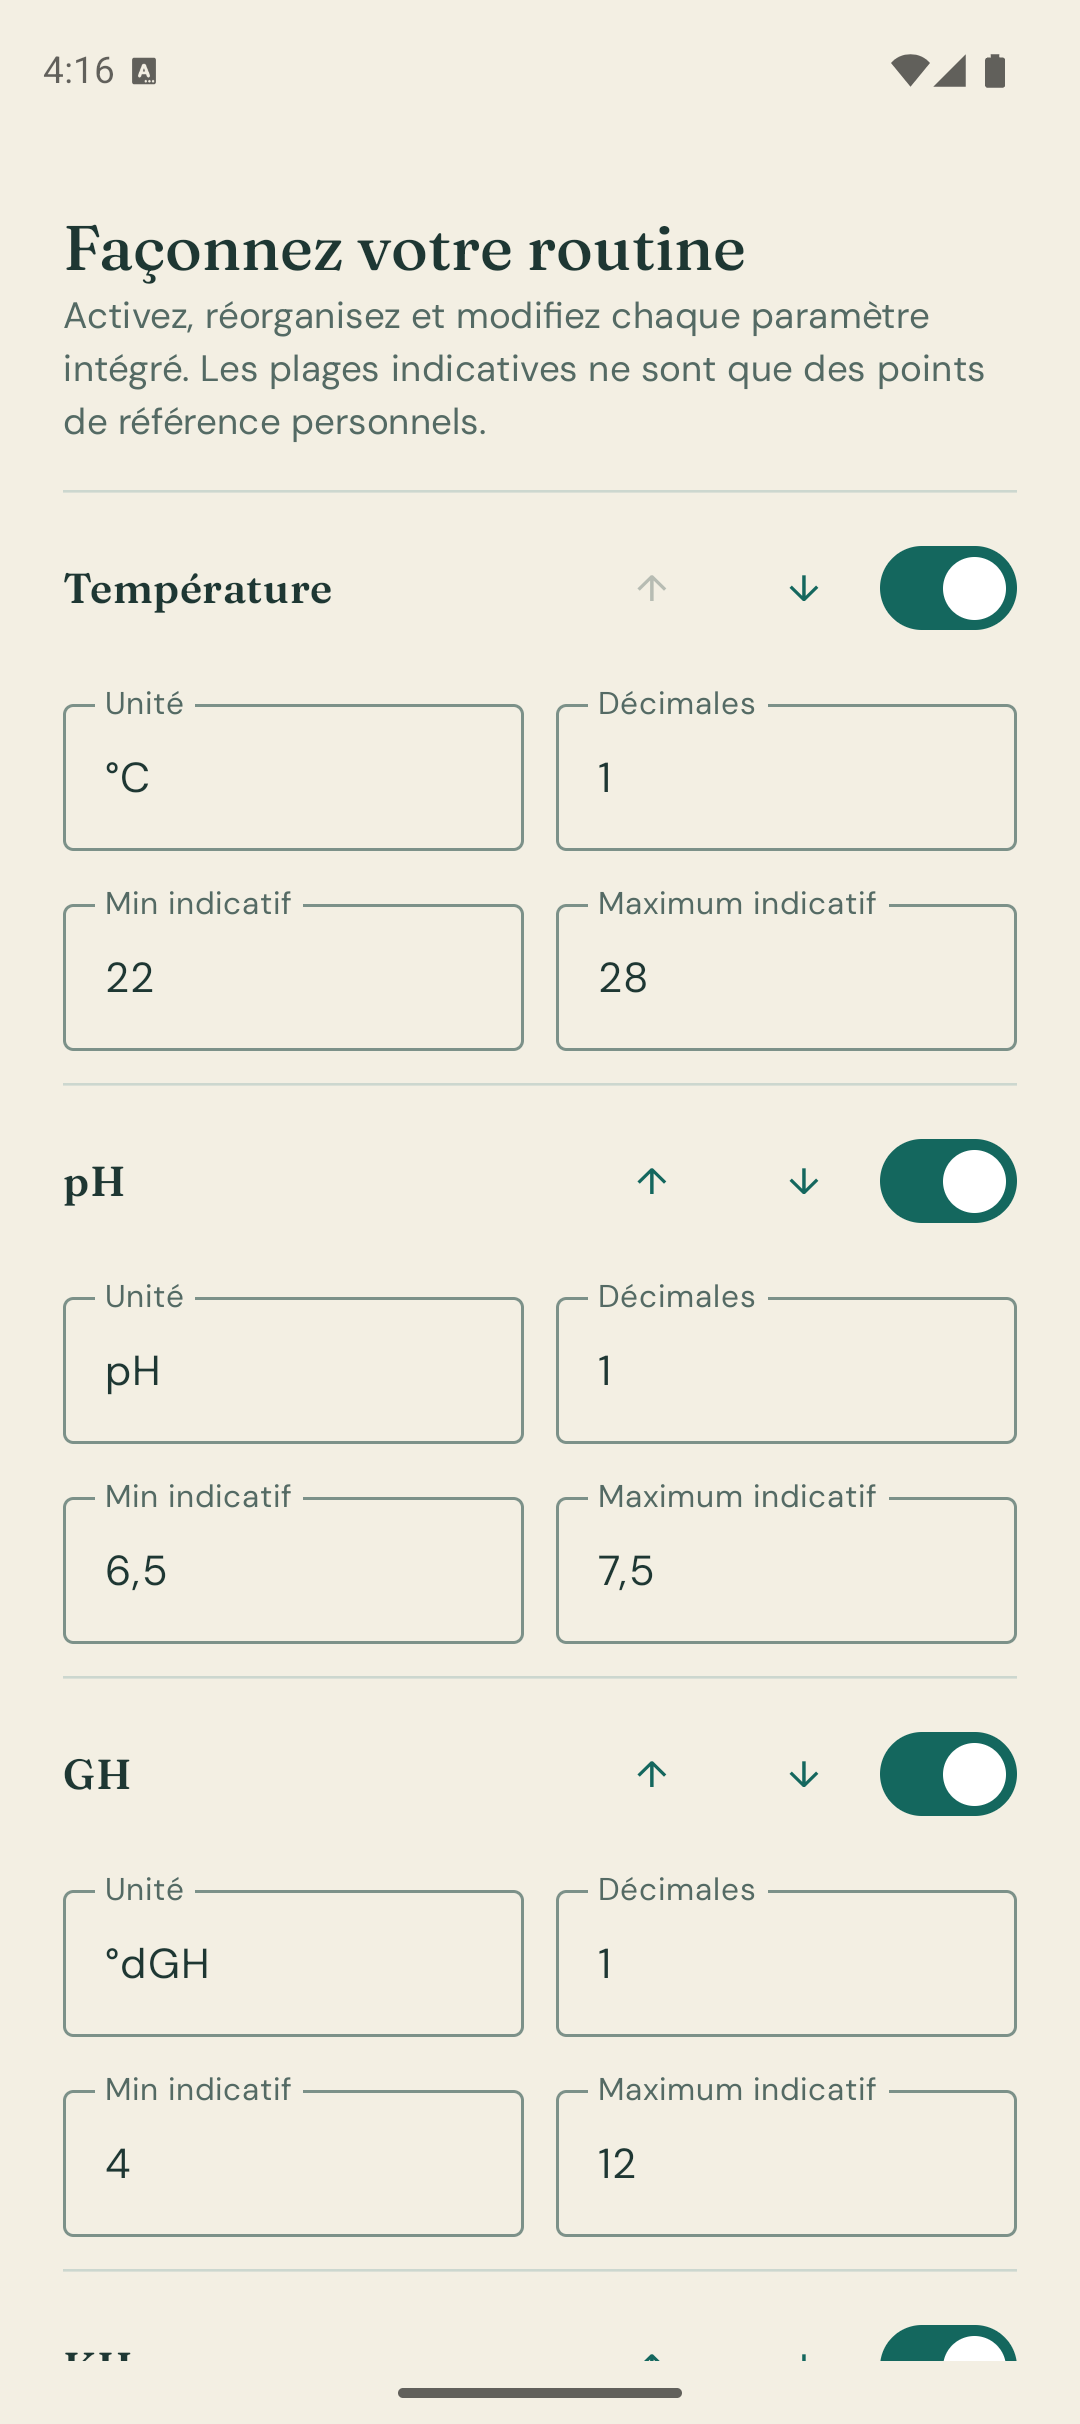 4:16
Façonnez votre routine
Activez, réorganisez et modifiez chaque paramètre
intégré. Les plages indicatives ne sont que des points
de référence personnels.
Température
Unité
Décimales
°C
1
Min indicatif
Maximum indicatif
22
28
pH
Unité
Décimales
pH
1
Min indicatif
Maximum indicatif
6,5
7,5
GH
Unité
Décimales
°dGH
1
Min indicatif
Maximum indicatif
4
12
KH